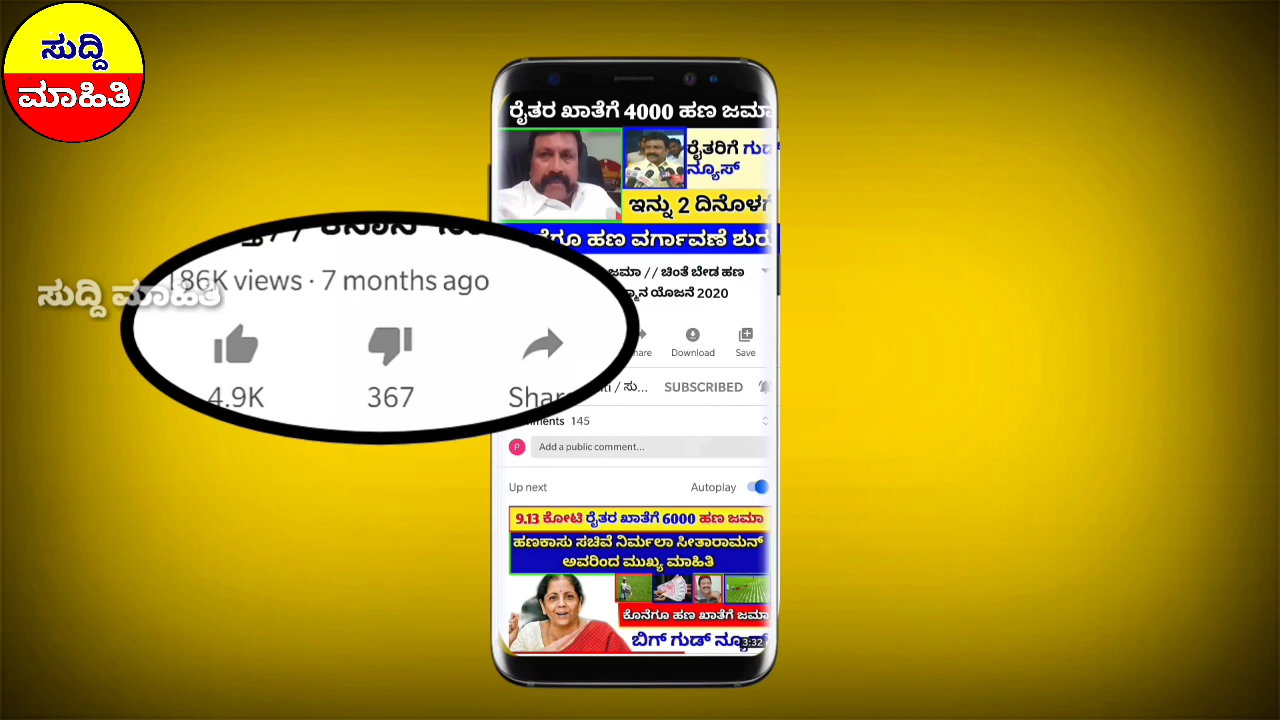 ಸುದ್ದಿ
ಮಾಹಿತಿ
ರೈತರ ಖಾತೆಗೆ 4000 ಹಣ ಜಮಾ
ರೈತರಿಗೆ ಗುಡ್
ನ್ಯೂಸ್
ಇನ್ನು 2 ದಿನೊಳಗೆ
ಹಣ ವರ್ಗಾವಣೆ ಶುರು
ಜಮಾ // ಚಿಂತೆ ಬೇಡ ಹಣ
ಯೋಜನೆ 2020
186K views · 7 months ago
ಸುದ್ದಿ ಮಾಹಿತಿ
4.9K 367 Share
Download Save
SUBSCRIBED
145
P Add a public comment...
Up next Autoplay
9.13 ಕೋಟಿ ರೈತರ ಖಾತೆಗೆ 6000 ಹಣ ಜಮಾ
ಹಣಕಾಸು ಸಚಿವೆ ನಿರ್ಮಲಾ ಸೀತಾರಾಮನ್
ಅವರಿಂದ ಮುಖ್ಯ ಮಾಹಿತಿ
ಕೊನೆಗೂ ಹಣ ಖಾತೆಗೆ ಜಮಾ
ಬಿಗ್ ಗುಡ್ ನ್ಯೂಸ್
3:32